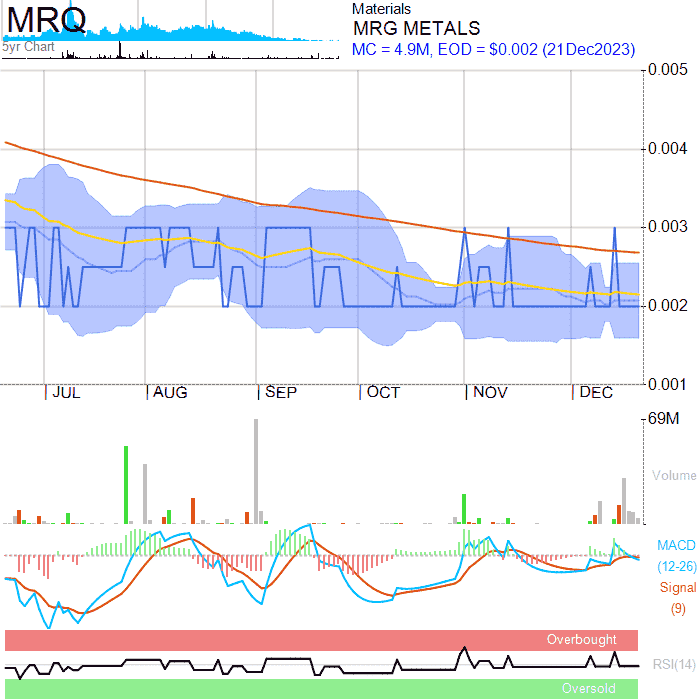 MRQ
5yr Chart
Materials
MRG METALS
MC = 4.9M, EOD = $0.002 (21Dec2023)
0.005
0.004
0.003
0.002
0.001
JUL AUG SEP OCT NOV DEC
69M
Volume
MACD
(12-26)
Signal
(9)
Overbought
RSI(14)
Oversold